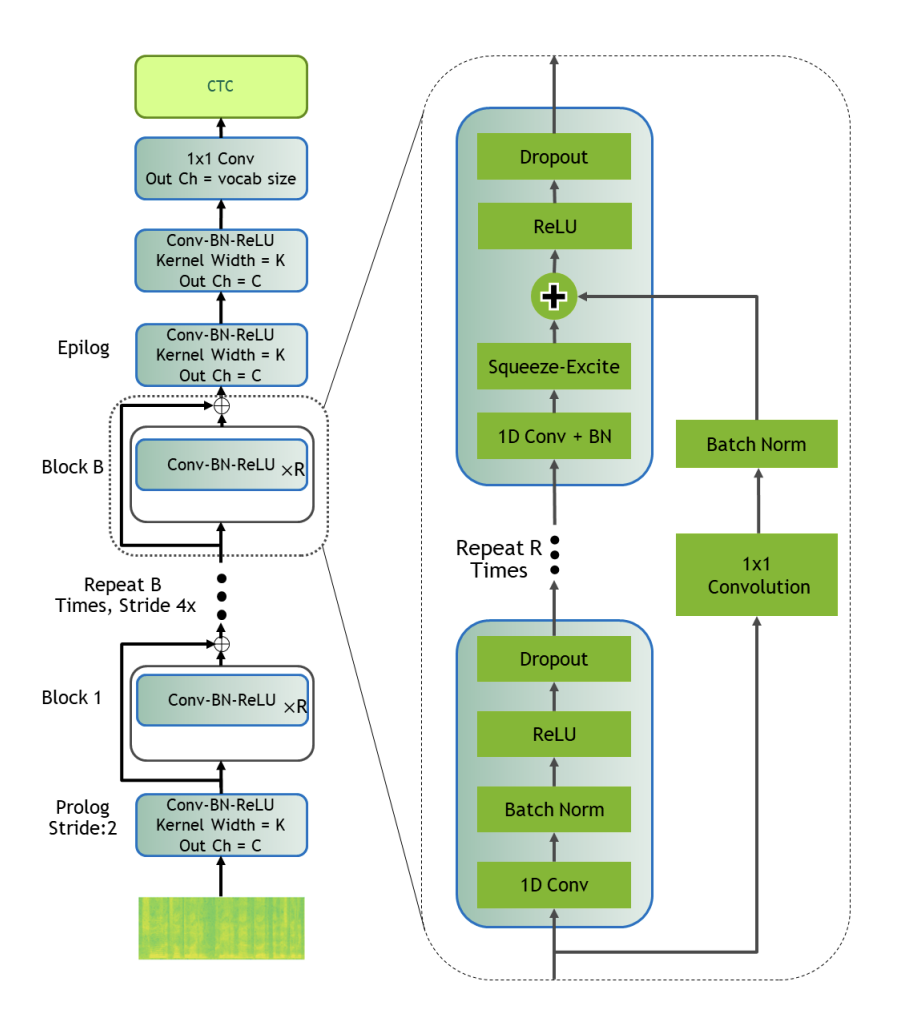 CTC
1x1 Conv
Out Ch = vocab size
Conv-BN-ReLU
Kernel Width = K
Out Ch = C
Epilog
Conv-BN-ReLU
Kernel Width = K
Out Ch = C
Block B
Conv-BN-ReLU ×R
Repeat B
Times, Stride 4x
Block 1
Conv-BN-ReLU ×R
Prolog
Stride:2
Conv-BN-ReLU
Kernel Width = K
Out Ch = C
Dropout
ReLU
+
Squeeze-Excite
1D Conv + BN
Batch Norm
1x1
Convolution
Repeat R
Times
Dropout
ReLU
Batch Norm
1D Conv